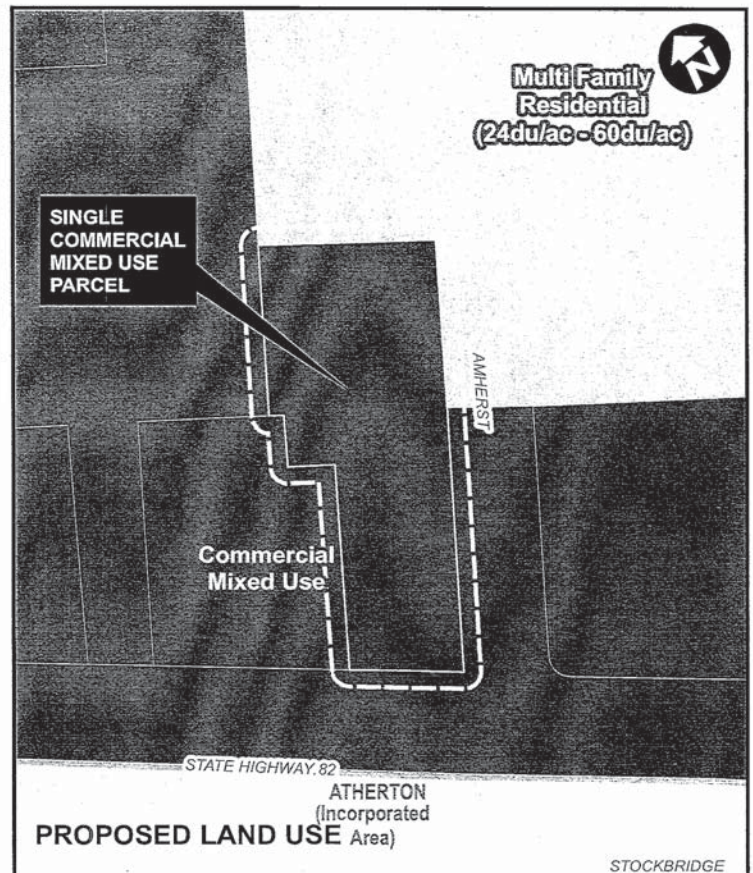 N
Multi Family
Residential
(24du/ac - 60du/ac)
SINGLE
COMMERCIAL
MIXED USE
PARCEL
AMHERST
Commercial
Mixed Use
STATE HIGHWAY 82
ATHERTON
(Incorporated
Area)
PROPOSED LAND USE
STOCKBRIDGE